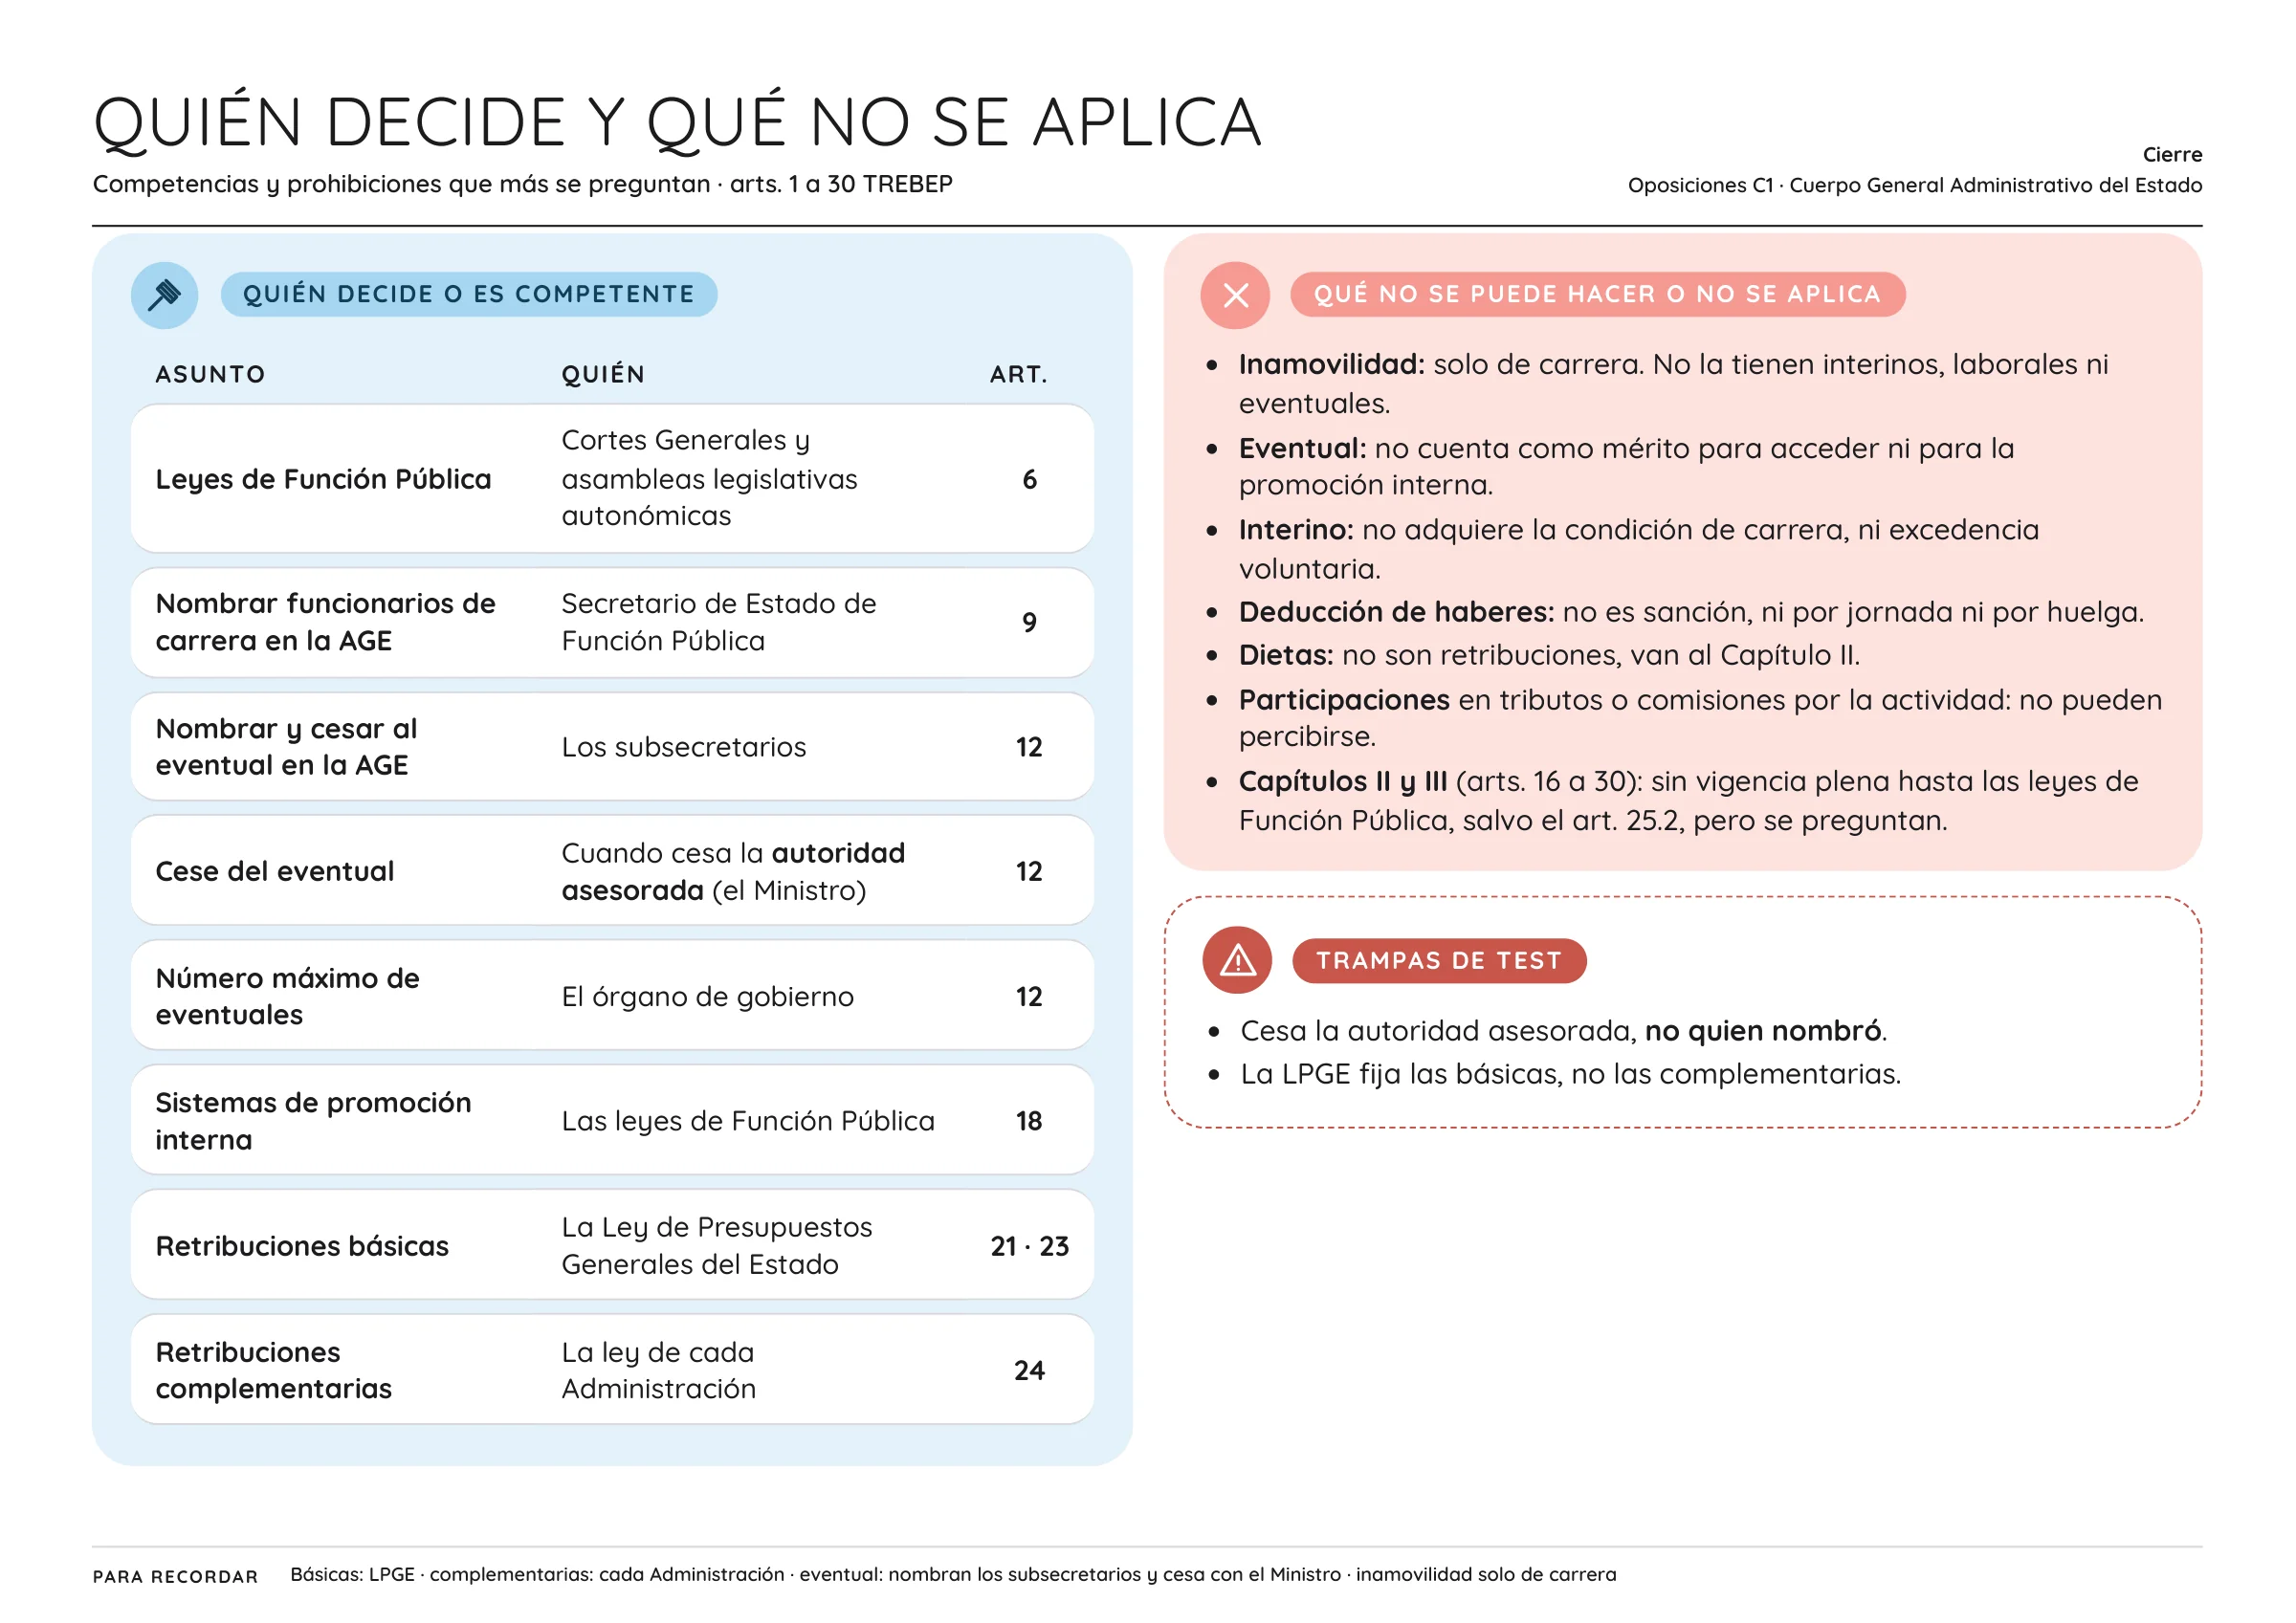 QUIÉN DECIDE Y QUÉ NO SE APLICA
Competencias y prohibiciones que más se preguntan · arts. 1 a 30 TREBEP
Cierre
Oposiciones C1 · Cuerpo General Administrativo del Estado
QUIÉN DECIDE O ES COMPETENTE
ASUNTO QUIÉN ART.
Leyes de Función Pública
Cortes Generales y
asambleas legislativas
autonómicas
6
Nombrar funcionarios de
carrera en la AGE
Secretario de Estado de
Función Pública
9
Nombrar y cesar al
eventual en la AGE
Los subsecretarios
12
Cese del eventual
Cuando cesa la autoridad
asesorada (el Ministro)
12
Número máximo de
eventuales
El órgano de gobierno
12
Sistemas de promoción
interna
Las leyes de Función Pública
18
Retribuciones básicas
La Ley de Presupuestos
Generales del Estado
21 · 23
Retribuciones
complementarias
La ley de cada
Administración
24
QUÉ NO SE PUEDE HACER O NO SE APLICA
• Inamovilidad: solo de carrera. No la tienen interinos, laborales ni
eventuales.
• Eventual: no cuenta como mérito para acceder ni para la
promoción interna.
• Interino: no adquiere la condición de carrera, ni excedencia
voluntaria.
• Deducción de haberes: no es sanción, ni por jornada ni por huelga.
• Dietas: no son retribuciones, van al Capítulo II.
• Participaciones en tributos o comisiones por la actividad: no pueden
percibirse.
• Capítulos II y III (arts. 16 a 30): sin vigencia plena hasta las leyes de
Función Pública, salvo el art. 25.2, pero se preguntan.
TRAMPAS DE TEST
• Cesa la autoridad asesorada, no quien nombró.
• La LPGE fija las básicas, no las complementarias.
PARA RECORDAR Básicas: LPGE · complementarias: cada Administración · eventual: nombran los subsecretarios y cesa con el Ministro · inamovilidad solo de carrera